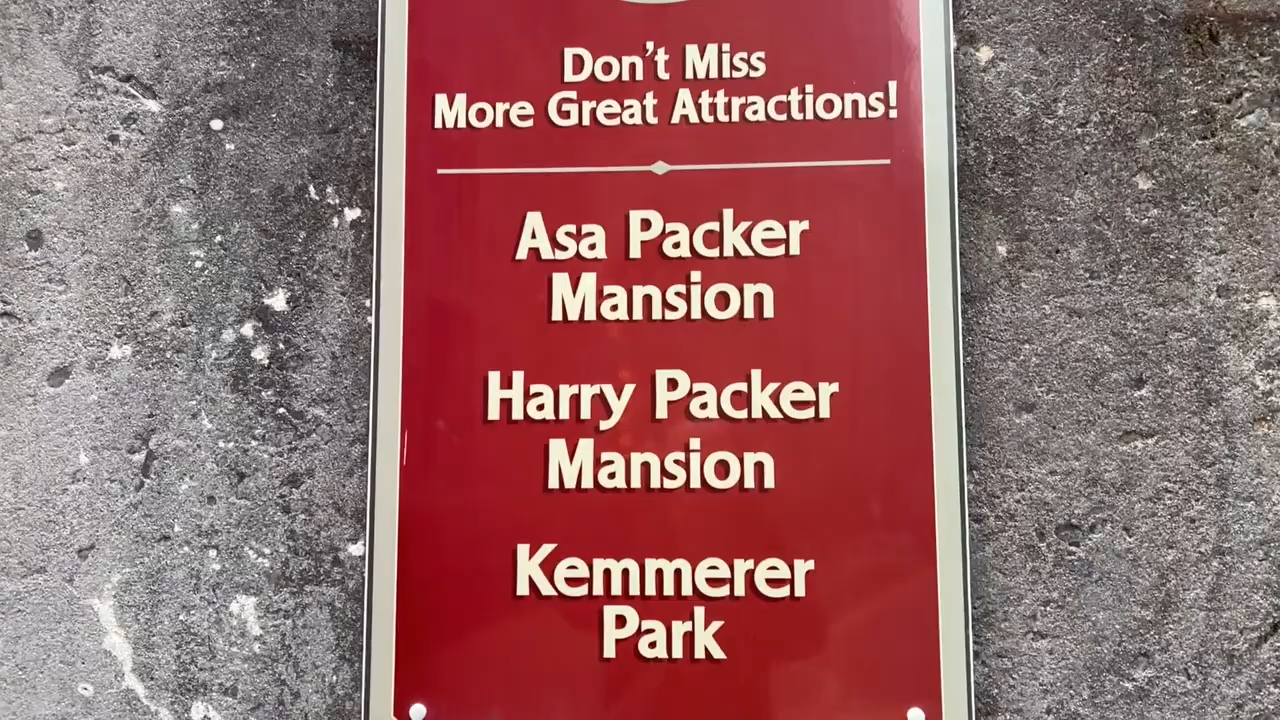 Don't Miss
More Great Attractions!
Asa Packer
Mansion
Harry Packer
Mansion
Kemmerer
Park